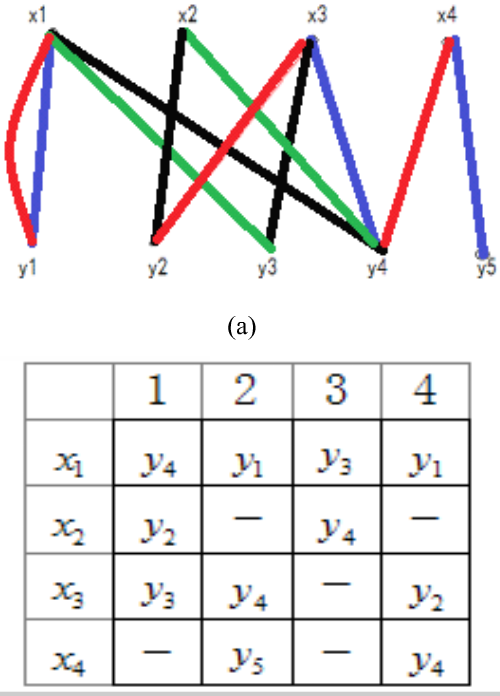 x1 x2 x3 x4
y1 y2 y3 y4 y5
(a)
1 2 3 4
x₁ y₄ y₁ y₃ y₁
x₂ y₂ – y₄ –
x₃ y₃ y₄ – y₂
x₄ – y₅ – y₄